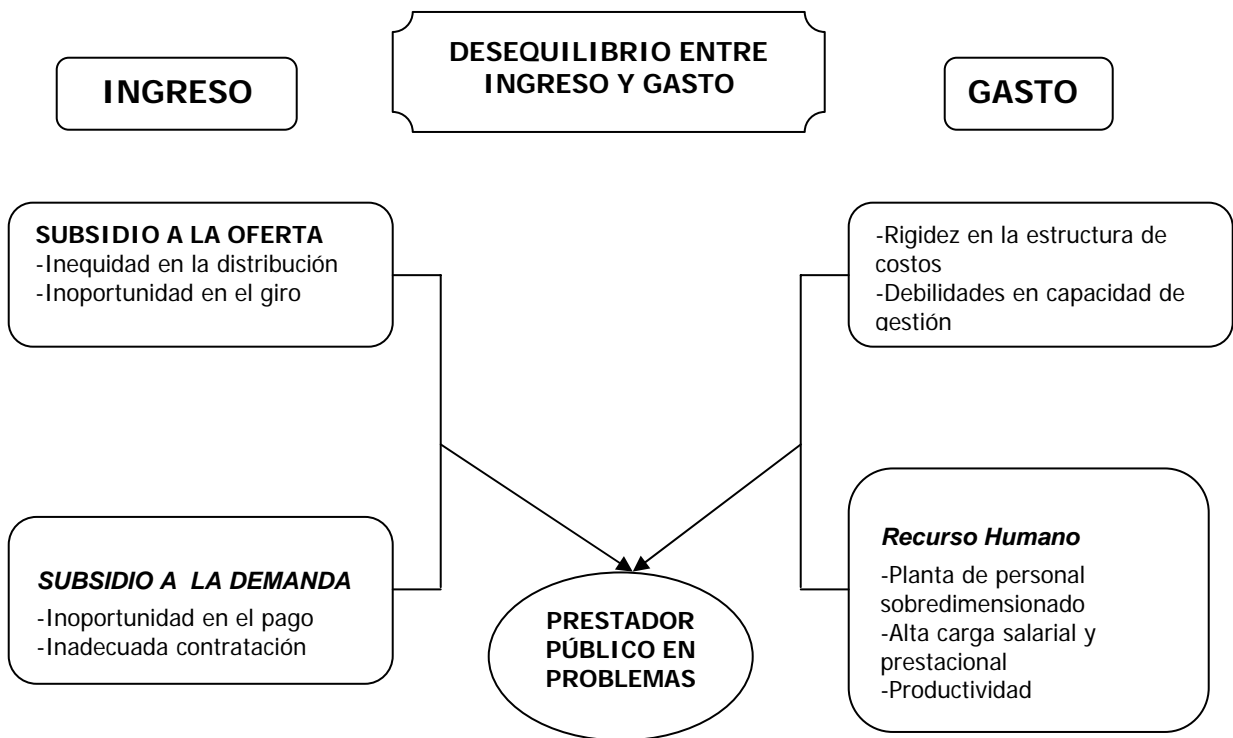 DESEQUILIBRIO ENTRE
INGRESO Y GASTO
INGRESO
GASTO
SUBSIDIO A LA OFERTA
-Inequidad en la distribución
-Inoportunidad en el giro
-Rigidez en la estructura de
costos
-Debilidades en capacidad de
gestión
SUBSIDIO A LA DEMANDA
-Inoportunidad en el pago
-Inadecuada contratación
PRESTADOR
PÚBLICO EN
PROBLEMAS
Recurso Humano
-Planta de personal
sobredimensionado
-Alta carga salarial y
prestacional
-Productividad